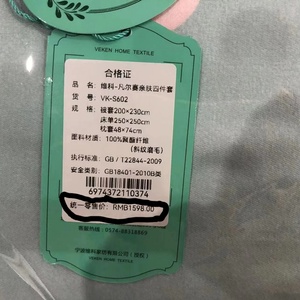 VEKEN HOME TEXTILE
合格证
品 名：维科-凡尔赛亲肤四件套
货 号：VK-S602
规 格：被套200×230cm
床单250×250cm
枕套48×74cm
面料材质：100%聚酯纤维
（斜纹磨毛）
执行标准：GB / T22844-2009
安全类别：GB18401-2010B类
6974372110374
统一零售价：RMB1598.00
VEKEN HOME TEXTILE